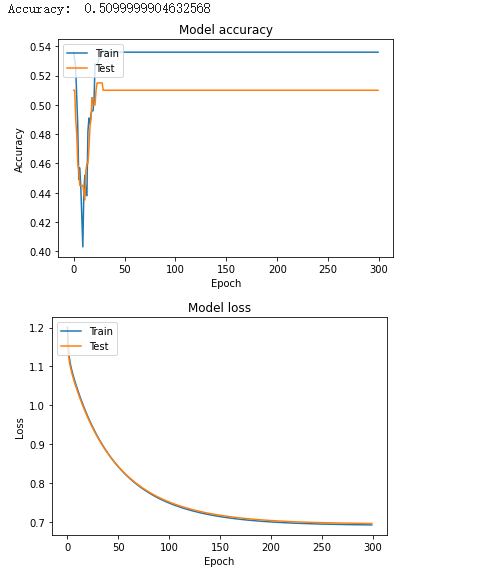 Accuracy: 0.5099999904632568
Model accuracy
Train
Test
0.54
0.52
0.50
0.48
0.46
0.44
0.42
0.40
Accuracy
0 50 100 150 200 250 300
Epoch
Model loss
Train
Test
1.2
1.1
1.0
0.9
0.8
0.7
Loss
0 50 100 150 200 250 300
Epoch